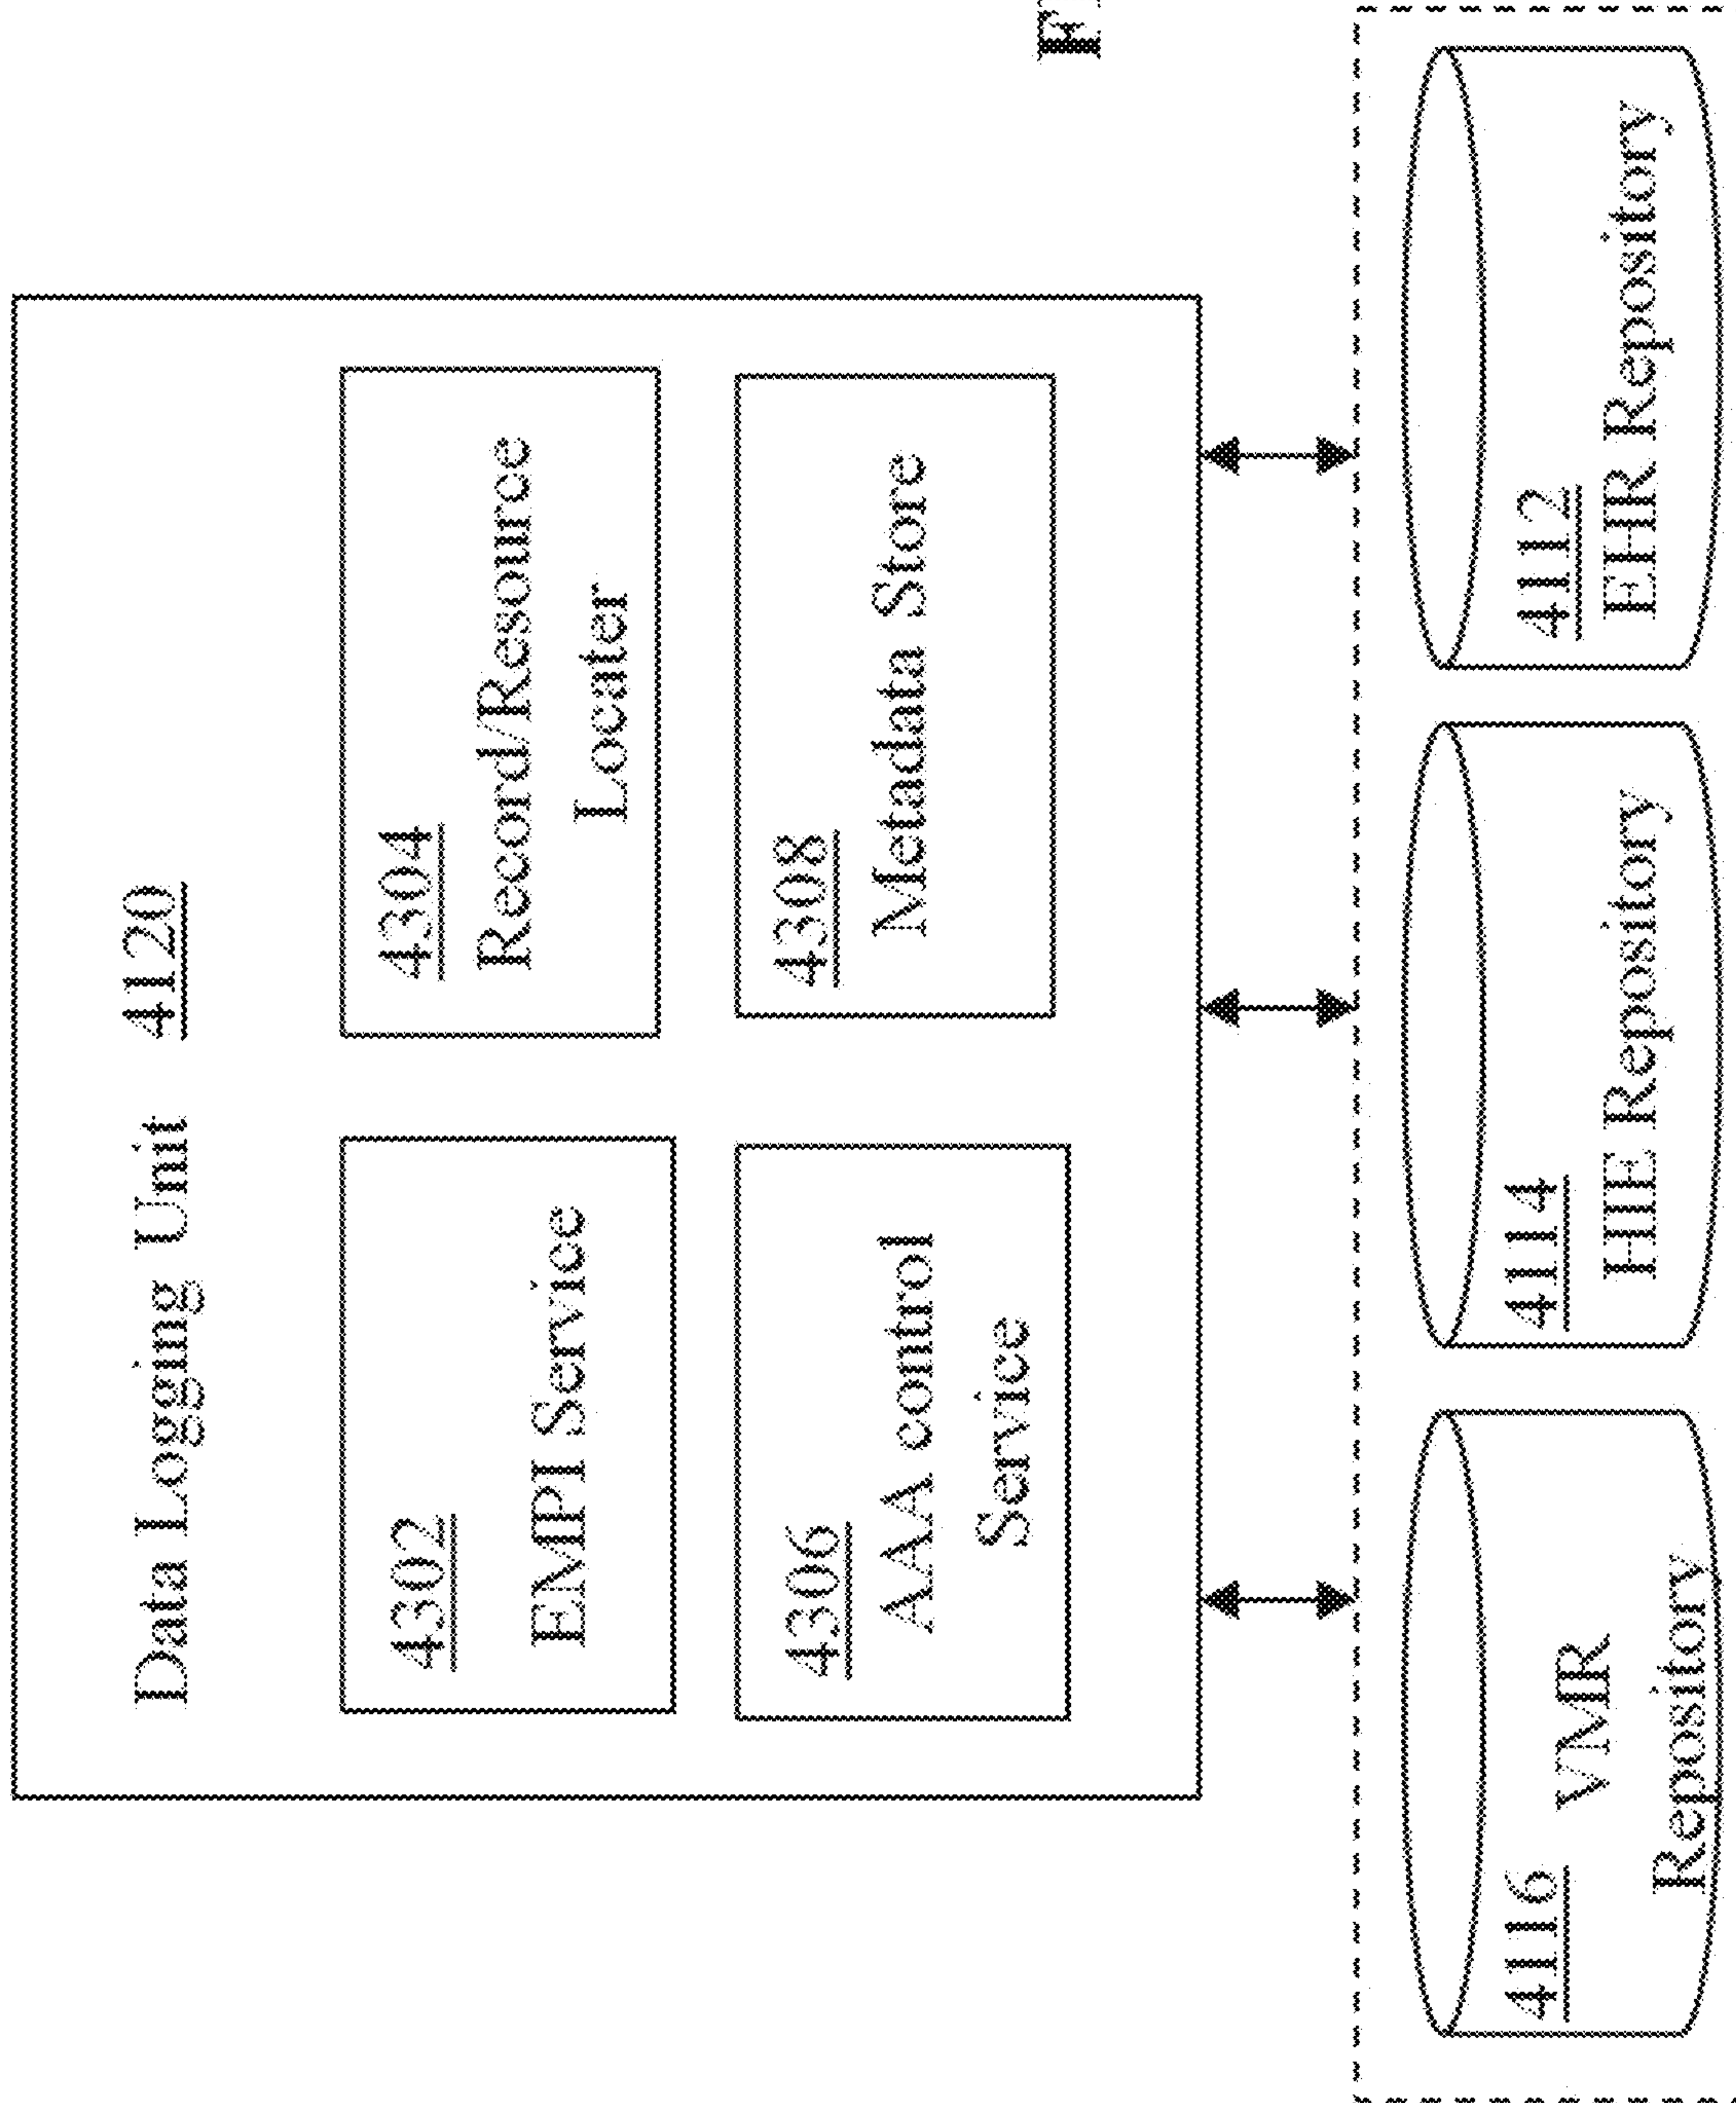 Data Logging Unit 4120
4302
EMPI Service
4304
Record/Resource
Locater
4306
AAA control
Service
4308
Metadata Store
4116
VMR
Repository
4114
HIE Repository
4112
EHR Repository